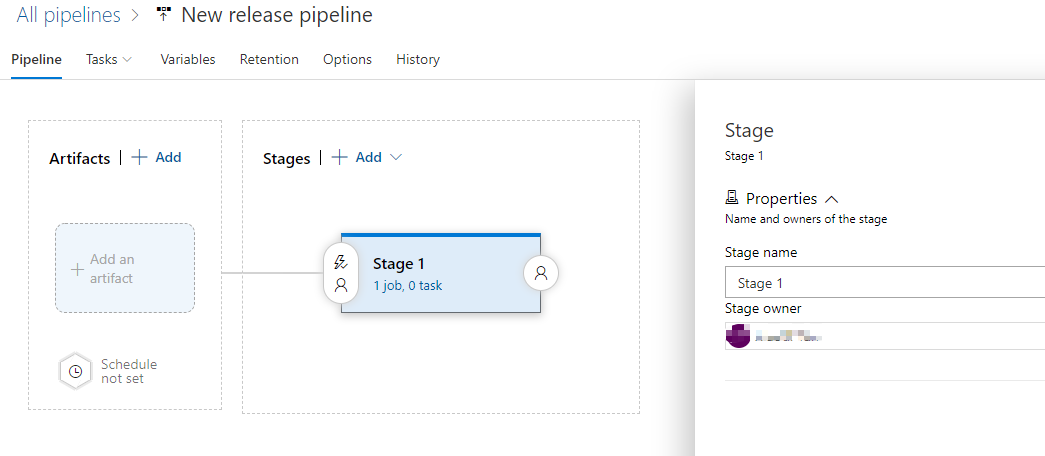 All pipelines > New release pipeline
Pipeline Tasks Variables Retention Options History
Artifacts | + Add
Stages | + Add
+ Add an
artifact
Schedule
not set
Stage 1
1 job, 0 task
Stage
Stage 1
Properties
Name and owners of the stage
Stage name
Stage 1
Stage owner